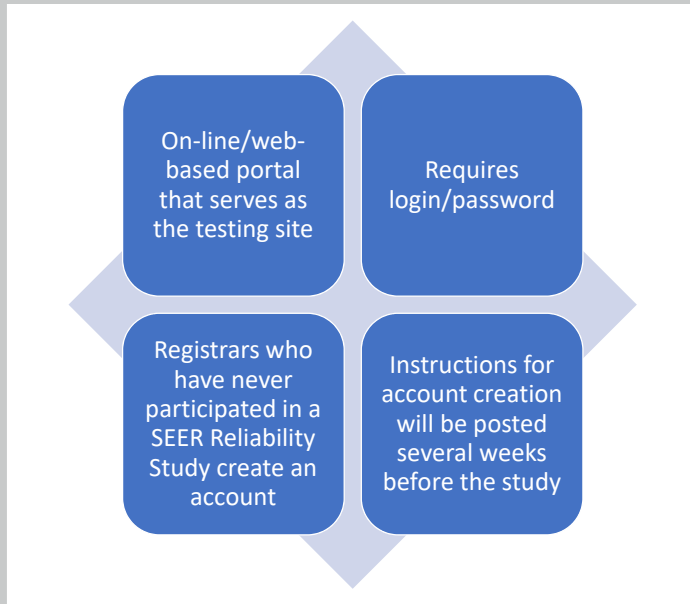 On-line/web-
based portal
that serves as
the testing site
Requires
login/password
Registrars who
have never
participated in a
SEER Reliability
Study create an
account
Instructions for
account creation
will be posted
several weeks
before the study